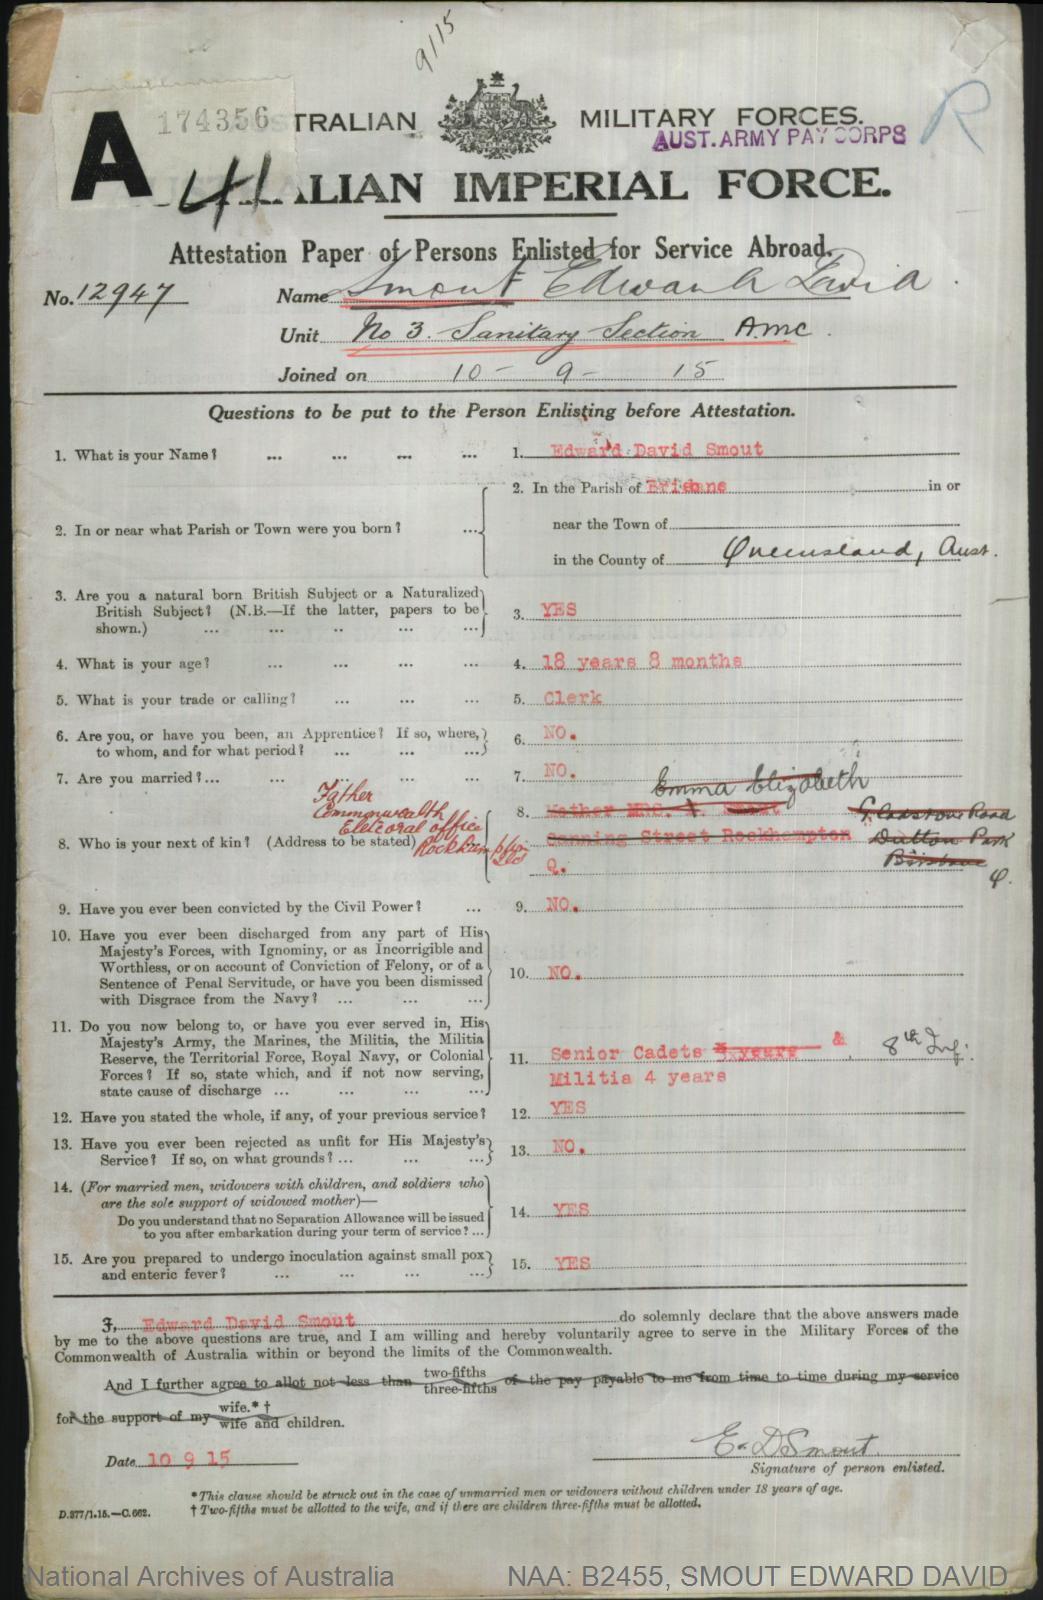 9/15
A 174356 TRALIAN MILITARY FORCES.
R
AUST. ARMY PAY CORPS
41 LIAN IMPERIAL FORCE.
Attestation Paper of Persons Enlisted for Service Abroad.
No. 12947 Name Smout Edward David
Unit No 3. Sanitary Section A.M.C.
Joined on 10 - 9 - 15
Questions to be put to the Person Enlisting before Attestation.
1. What is your Name? ... ... ... ... 1. Edward David Smout
2. In or near what Parish or Town were you born? ... 2. In the Parish of Brisbane in or
near the Town of
in the County of Queensland, Aust.
3. Are you a natural born British Subject or a Naturalized
British Subject? (N.B.—If the latter, papers to be
shown.) ... ... .. ... ... 3. YES
4. What is your age? ... ... ... ... 4. 18 years 8 months
5. What is your trade or calling? ... ... ... 5. Clerk
6. Are you, or have you been, an Apprentice? If so, where,
to whom, and for what period? ... ... ... 6. NO.
7. Are you married? ... ... ... ... ... 7. NO.
Emma Elizabeth
Father
Commonwealth
Electoral office
Rockhampton
Qld
8. Who is your next of kin? (Address to be stated) 8. Mother MRS. Smout Gladstone Road
Canning Street Rockhampton Dutton Park
Q. Brisbane Q.
9. Have you ever been convicted by the Civil Power? ... 9. NO.
10. Have you ever been discharged from any part of His
Majesty's Forces, with Ignominy, or as Incorrigible and
Worthless, or on account of Conviction of Felony, or of a
Sentence of Penal Servitude, or have you been dismissed
with Disgrace from the Navy? ... ... ... 10. NO.
11. Do you now belong to, or have you ever served in, His
Majesty's Army, the Marines, the Militia, the Militia
Reserve, the Territorial Force, Royal Navy, or Colonial
Forces? If so, state which, and if not now serving,
state cause of discharge ... ... ... ... 11. Senior Cadets years & 8th Inf.
Militia 4 years
12. Have you stated the whole, if any, of your previous service? 12. YES
13. Have you ever been rejected as unfit for His Majesty's
Service? If so, on what grounds? ... ... ... 13. NO.
14. (For married men, widowers with children, and soldiers who
are the sole support of widowed mother)—
Do you understand that no Separation Allowance will be issued
to you after embarkation during your term of service? ... 14. YES
15. Are you prepared to undergo inoculation against small pox
and enteric fever? ... ... ... ... 15. YES
I, Edward David Smout do solemnly declare that the above answers made
by me to the above questions are true, and I am willing and hereby voluntarily agree to serve in the Military Forces of the
Commonwealth of Australia within or beyond the limits of the Commonwealth.
And I further agree to allot not less than two-fifths three-fifths of the pay payable to me from time to time during my service
for the support of my wife.* † wife and children.
Date 10 9 15
E. D Smout
Signature of person enlisted.
* This clause should be struck out in the case of unmarried men or widowers without children under 18 years of age.
† Two-fifths must be allotted to the wife, and if there are children three-fifths must be allotted.
D.377/1.15.—C.662.
National Archives of Australia NAA: B2455, SMOUT EDWARD DAVID